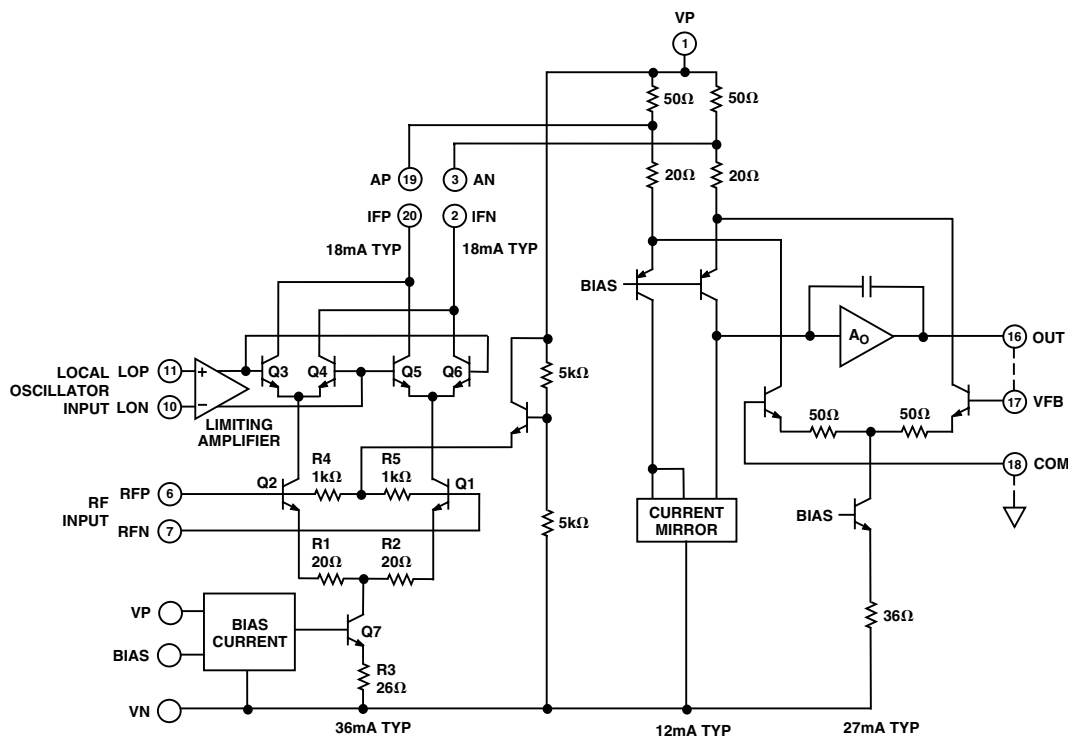 VP
1
50Ω
50Ω
20Ω
20Ω
AP 19
3 AN
IFP 20
2 IFN
18mA TYP
18mA TYP
BIAS
LOCAL
OSCILLATOR
INPUT
LOP 11
LON 10
+
−
LIMITING
AMPLIFIER
Q3
Q4
Q5
Q6
5kΩ
AO
16 OUT
17 VFB
50Ω
50Ω
18 COM
R4
1kΩ
R5
1kΩ
Q2
Q1
RF
INPUT
RFP 6
RFN 7
5kΩ
CURRENT
MIRROR
BIAS
R1
20Ω
R2
20Ω
36Ω
VP
BIAS
BIAS
CURRENT
Q7
R3
26Ω
VN
36mA TYP
12mA TYP
27mA TYP